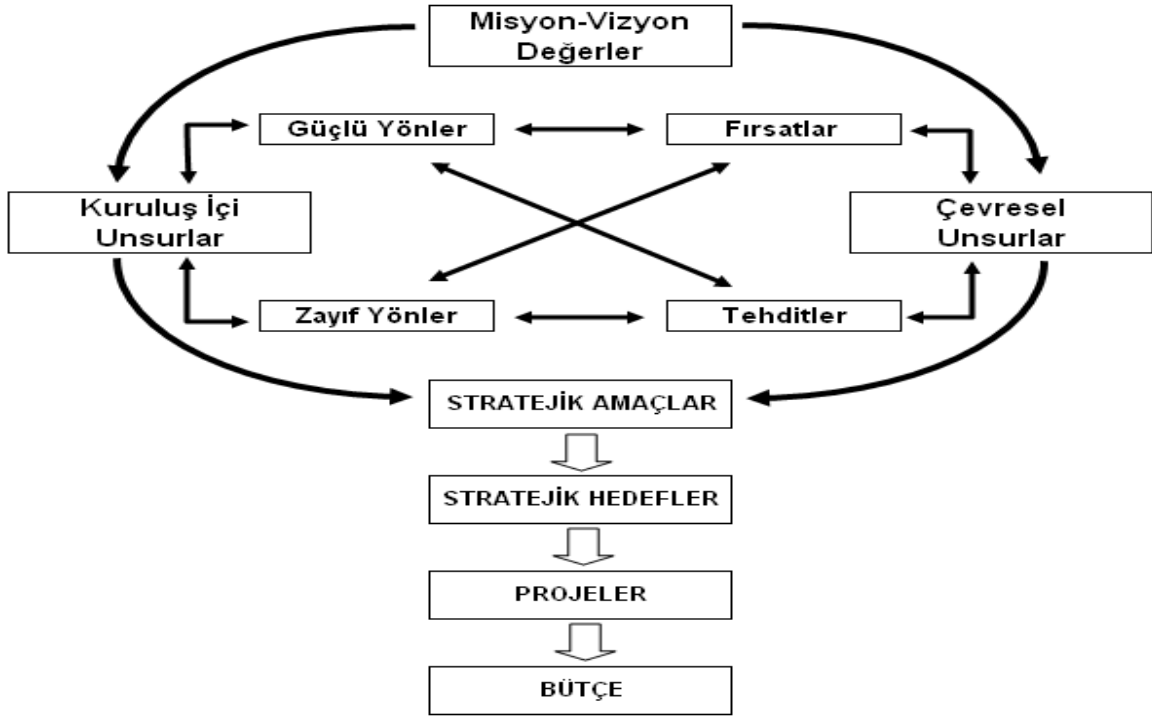 Misyon-Vizyon
Değerler
Güçlü Yönler
Fırsatlar
Kuruluş İçi
Unsurlar
Çevresel
Unsurlar
Zayıf Yönler
Tehditler
STRATEJİK AMAÇLAR
STRATEJİK HEDEFLER
PROJELER
BÜTÇE